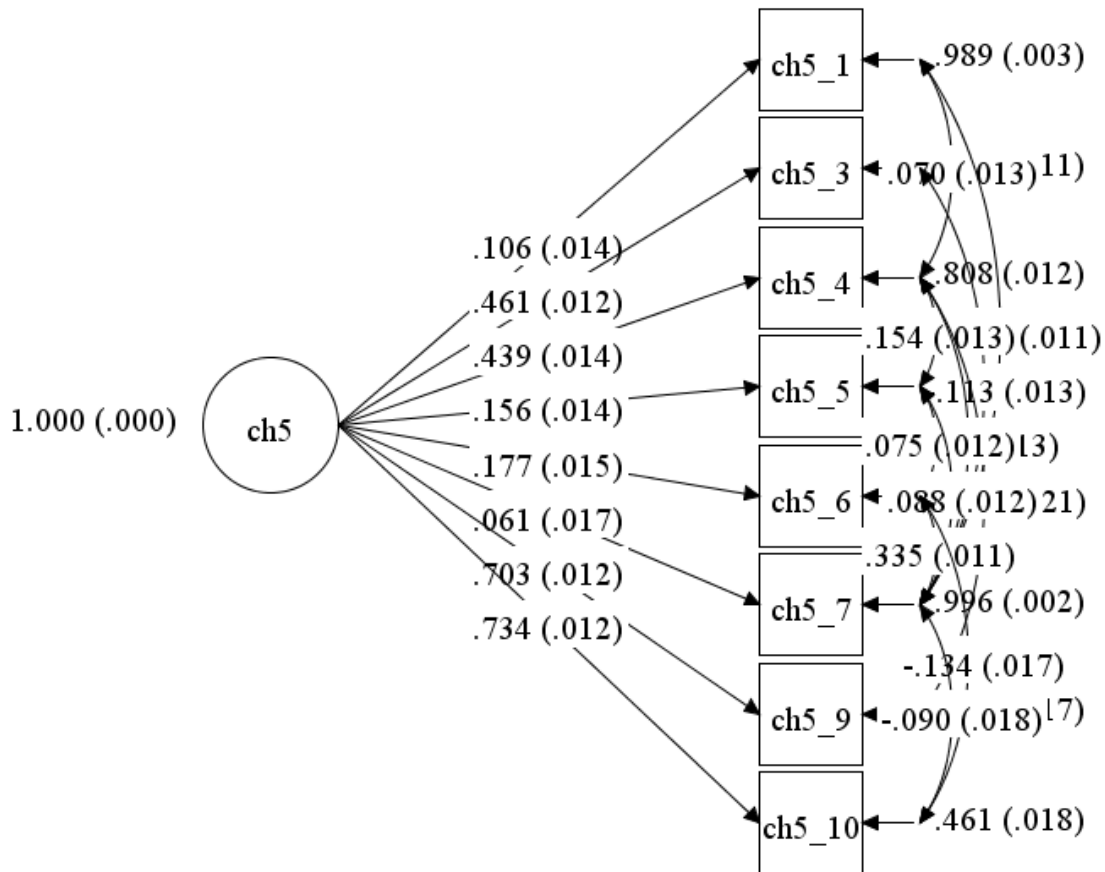 ch5_1
.989 (.003)
ch5_3
.070 (.013)
11)
.106 (.014)
.461 (.012)
ch5_4
.808 (.012)
.439 (.014)
.154 (.013)
(.011)
ch5_5
.113 (.013)
.156 (.014)
1.000 (.000)
ch5
.075 (.012)
.177 (.015)
ch5_6
.088 (.012)
21)
.061 (.017)
.335 (.011)
.703 (.012)
ch5_7
.996 (.002)
.734 (.012)
-.134 (.017)
ch5_9
-.090 (.018)
ch5_10
.461 (.018)